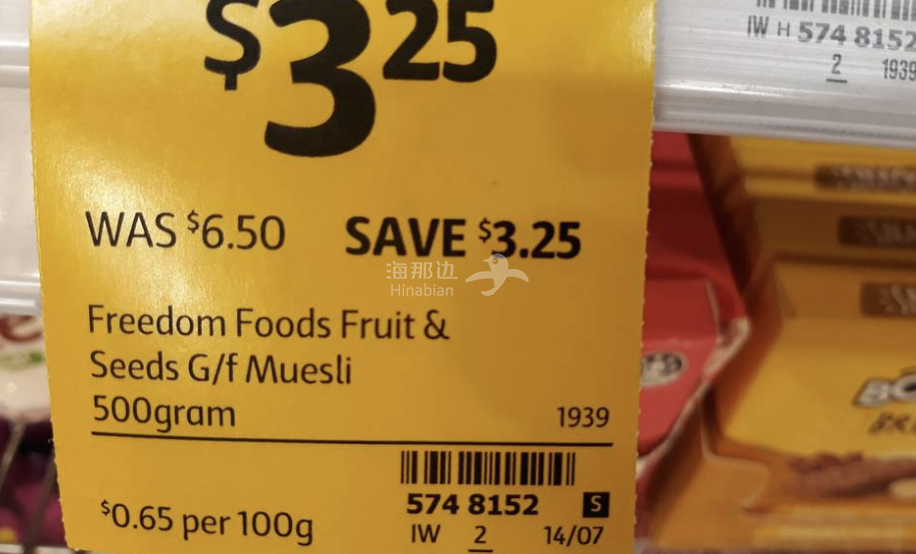 $3.25
WAS $6.50 SAVE $3.25
海那边
Hinabian
Freedom Foods Fruit &
Seeds G/f Muesli
500gram 1939
574 8152 S
$0.65 per 100g IW 2 14/07
IW H 574 8152
2 1939